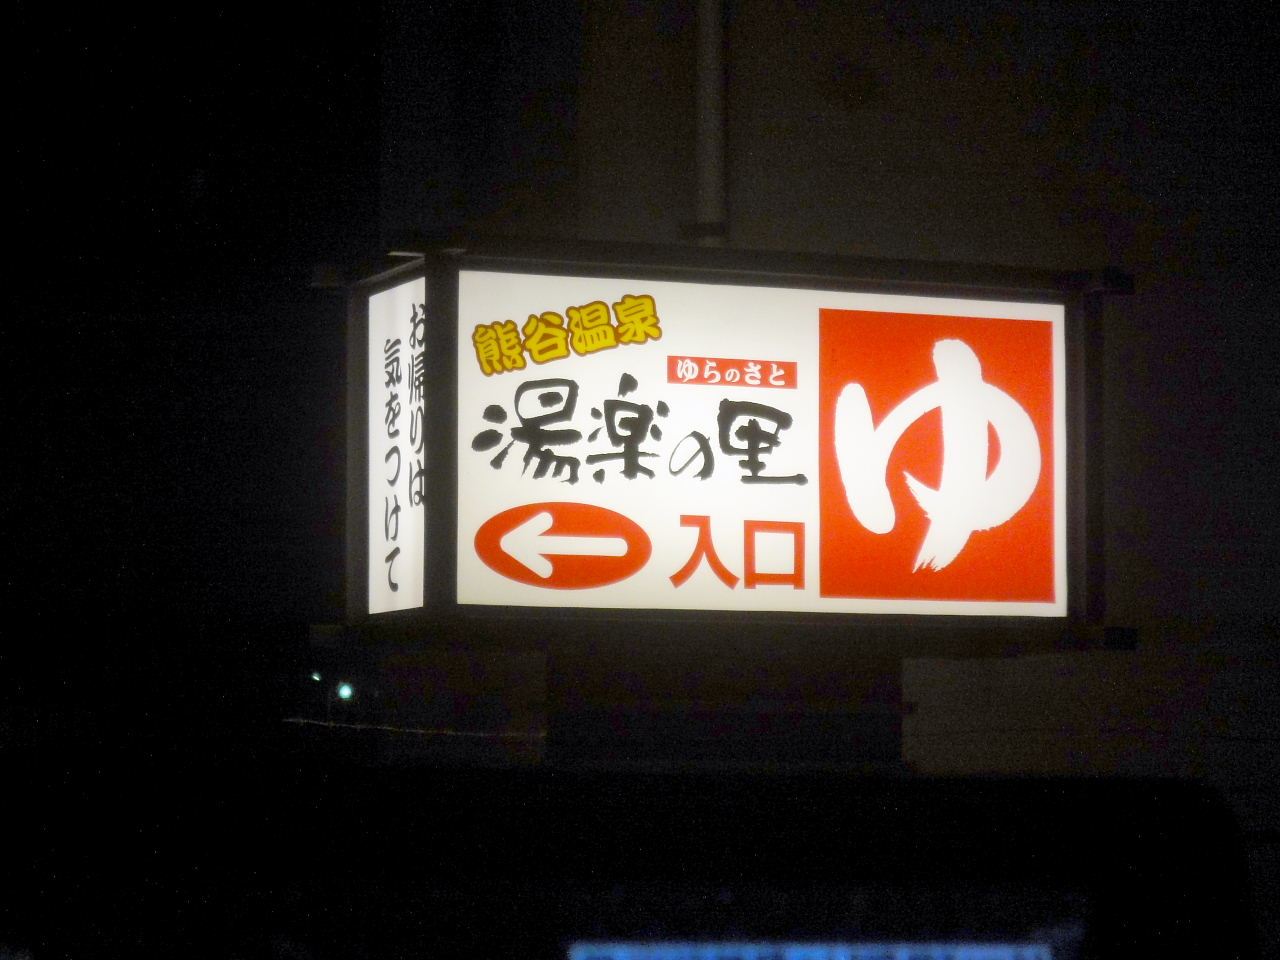 お帰りは
気をつけて
熊谷温泉
ゆらのさと
湯楽の里
入口
ゆ